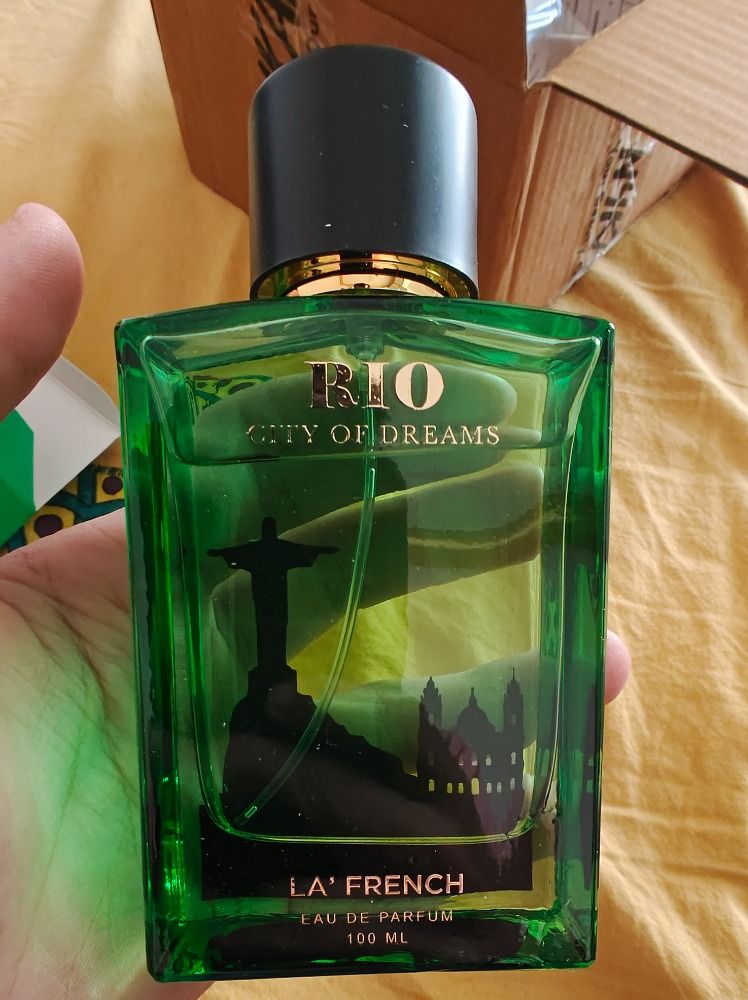 RIO
CITY OF DREAMS
LA' FRENCH
EAU DE PARFUM
100 ML